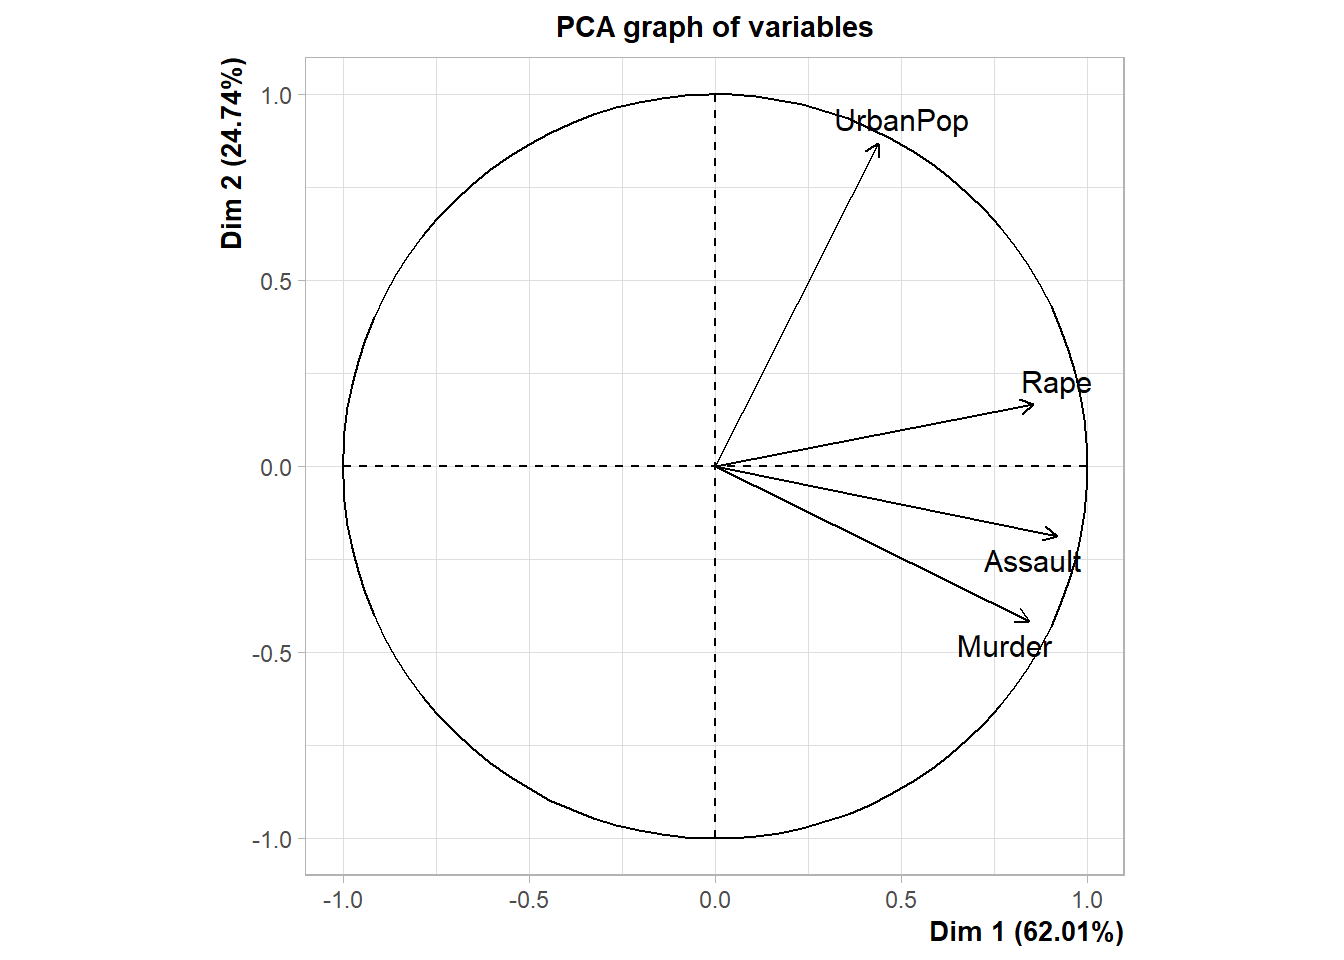 PCA graph of variables
Dim 2 (24.74%)
1.0
0.5
0.0
-0.5
-1.0
UrbanPop
Rape
Assault
Murder
-1.0
-0.5
0.0
0.5
1.0
Dim 1 (62.01%)